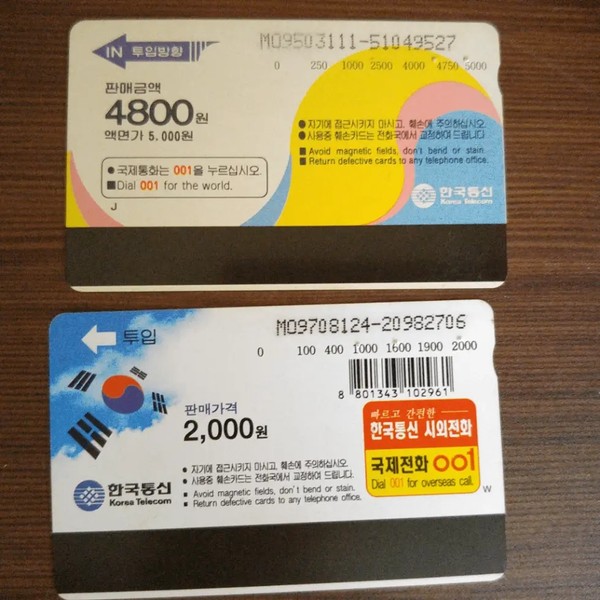 IN 투입방향
MO9503111-51049527
0 250 1000 2500 4000 4750 5000
판매금액
4800원
액면가 5.000원
● 자기에 접근시키지 마시고, 훼손에 주의하십시오.
● 사용중 훼손카드는 전화국에서 교정하여 드립니다.
■ Avoid magnetic fields, don't bend or stain.
■ Return defective cards to any telephone office.
● 국제통화는 001을 누르십시오.
■ Dial 001 for the world.
J
한국통신
Korea Telecom
투입
MO9708124-20982706
0 100 400 1000 1600 1900 2000
8 801343 102961
판매가격
2,000원
빠르고 간편한
한국통신 시외전화
국제전화 001
Dial 001 for overseas call.
W
● 자기에 접근시키지 마시고, 훼손에 주의하십시오.
● 사용중 훼손카드는 전화국에서 교정하여 드립니다.
■ Avoid magnetic fields, don't bend or stain.
■ Return defective cards to any telephone office.
한국통신
Korea Telecom